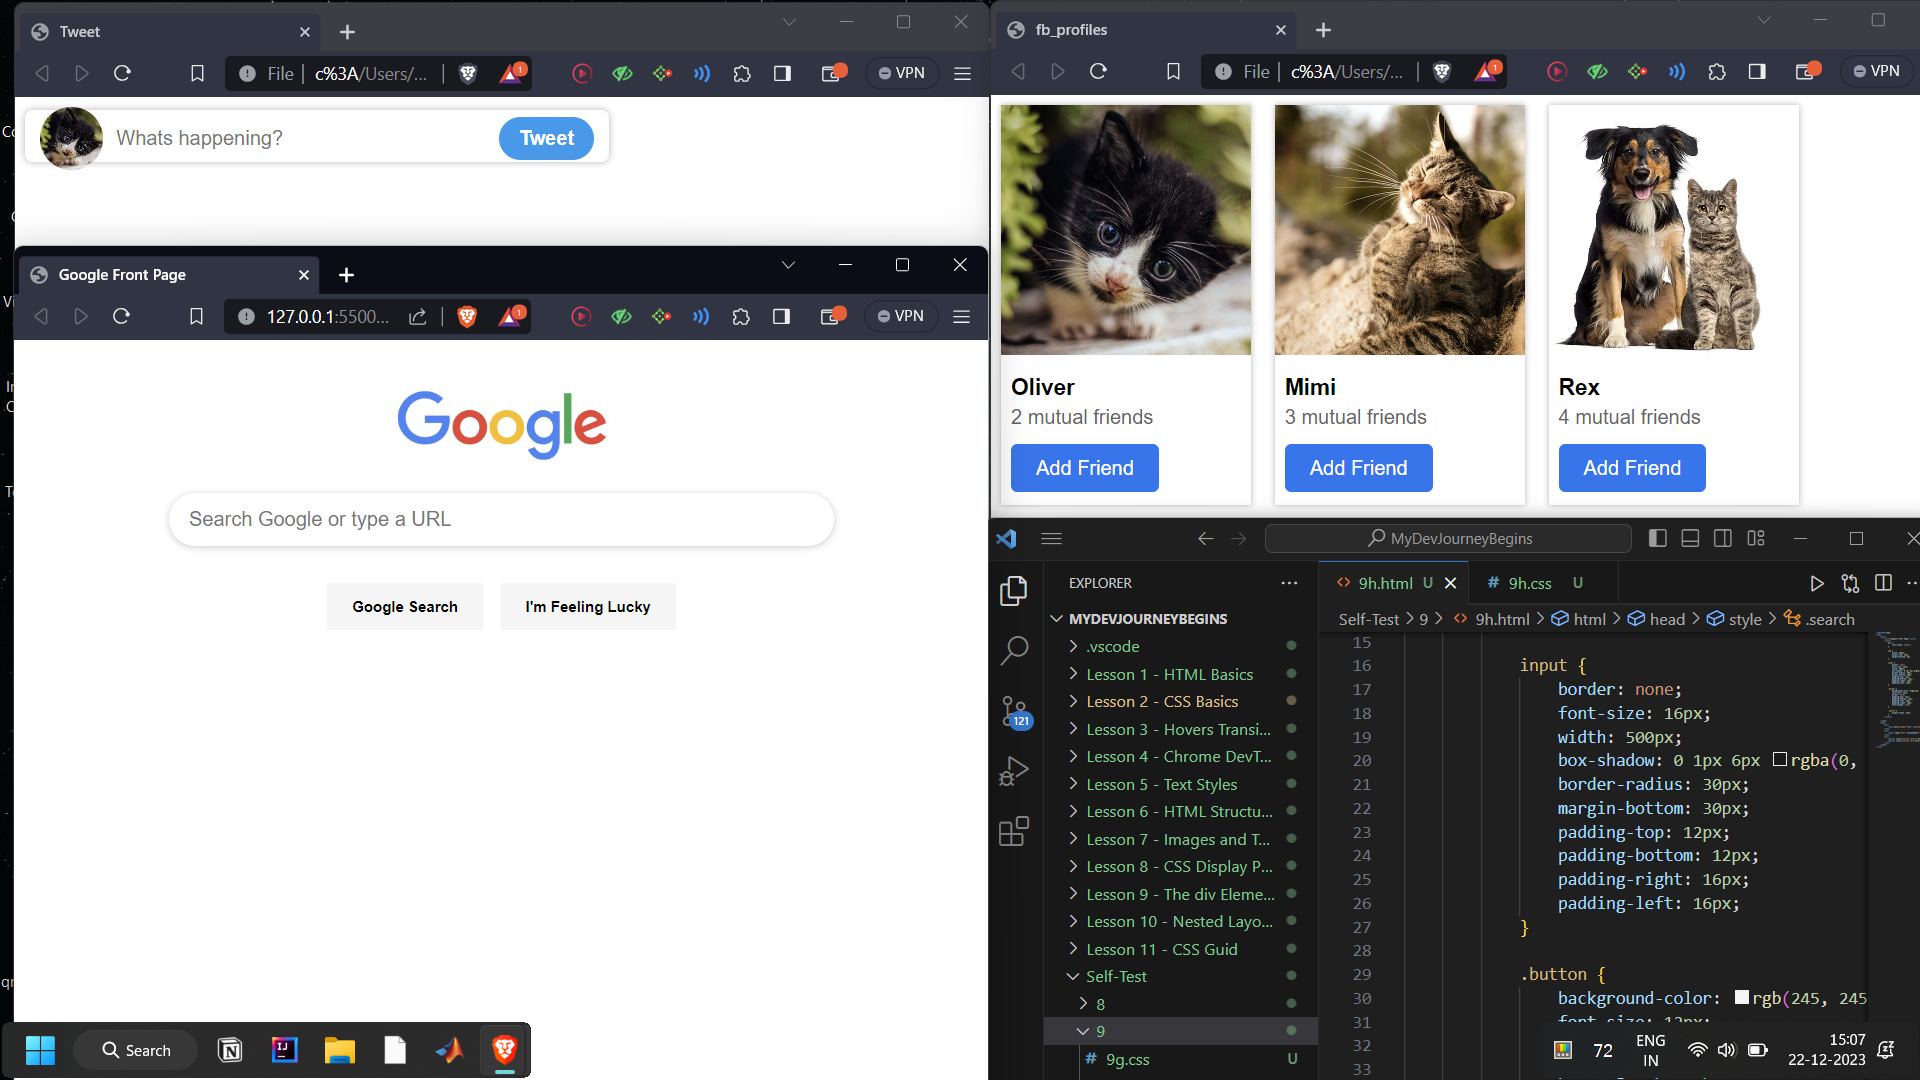 Tweet
File
c%3A/Users/...
1
VPN
Whats happening?
Tweet
Google Front Page
127.0.0.1:5500...
1
VPN
Google
Search Google or type a URL
Google Search
I'm Feeling Lucky
fb_profiles
File
c%3A/Users/...
1
VPN
Oliver
2 mutual friends
Add Friend
Mimi
3 mutual friends
Add Friend
Rex
4 mutual friends
Add Friend
MyDevJourneyBegins
EXPLORER
MYDEVJOURNEYBEGINS
.vscode
Lesson 1 - HTML Basics
Lesson 2 - CSS Basics
Lesson 3 - Hovers Transi...
Lesson 4 - Chrome DevT...
Lesson 5 - Text Styles
Lesson 6 - HTML Structu...
Lesson 7 - Images and T...
Lesson 8 - CSS Display P...
Lesson 9 - The div Eleme...
Lesson 10 - Nested Layo...
Lesson 11 - CSS Guid
Self-Test
8
9
# 9g.css U
121
9h.html U
# 9h.css U
Self-Test > 9 > 9h.html > html > head > style > .search
15
16 input {
17 border: none;
18 font-size: 16px;
19 width: 500px;
20 box-shadow: 0 1px 6px rgba(0,
21 border-radius: 30px;
22 margin-bottom: 30px;
23 padding-top: 12px;
24 padding-bottom: 12px;
25 padding-right: 16px;
26 padding-left: 16px;
27 }
28
29 .button {
30 background-color: rgb(245, 245
31 font-size: 12px;
32
33
Search
72
ENG
IN
15:07
22-12-2023